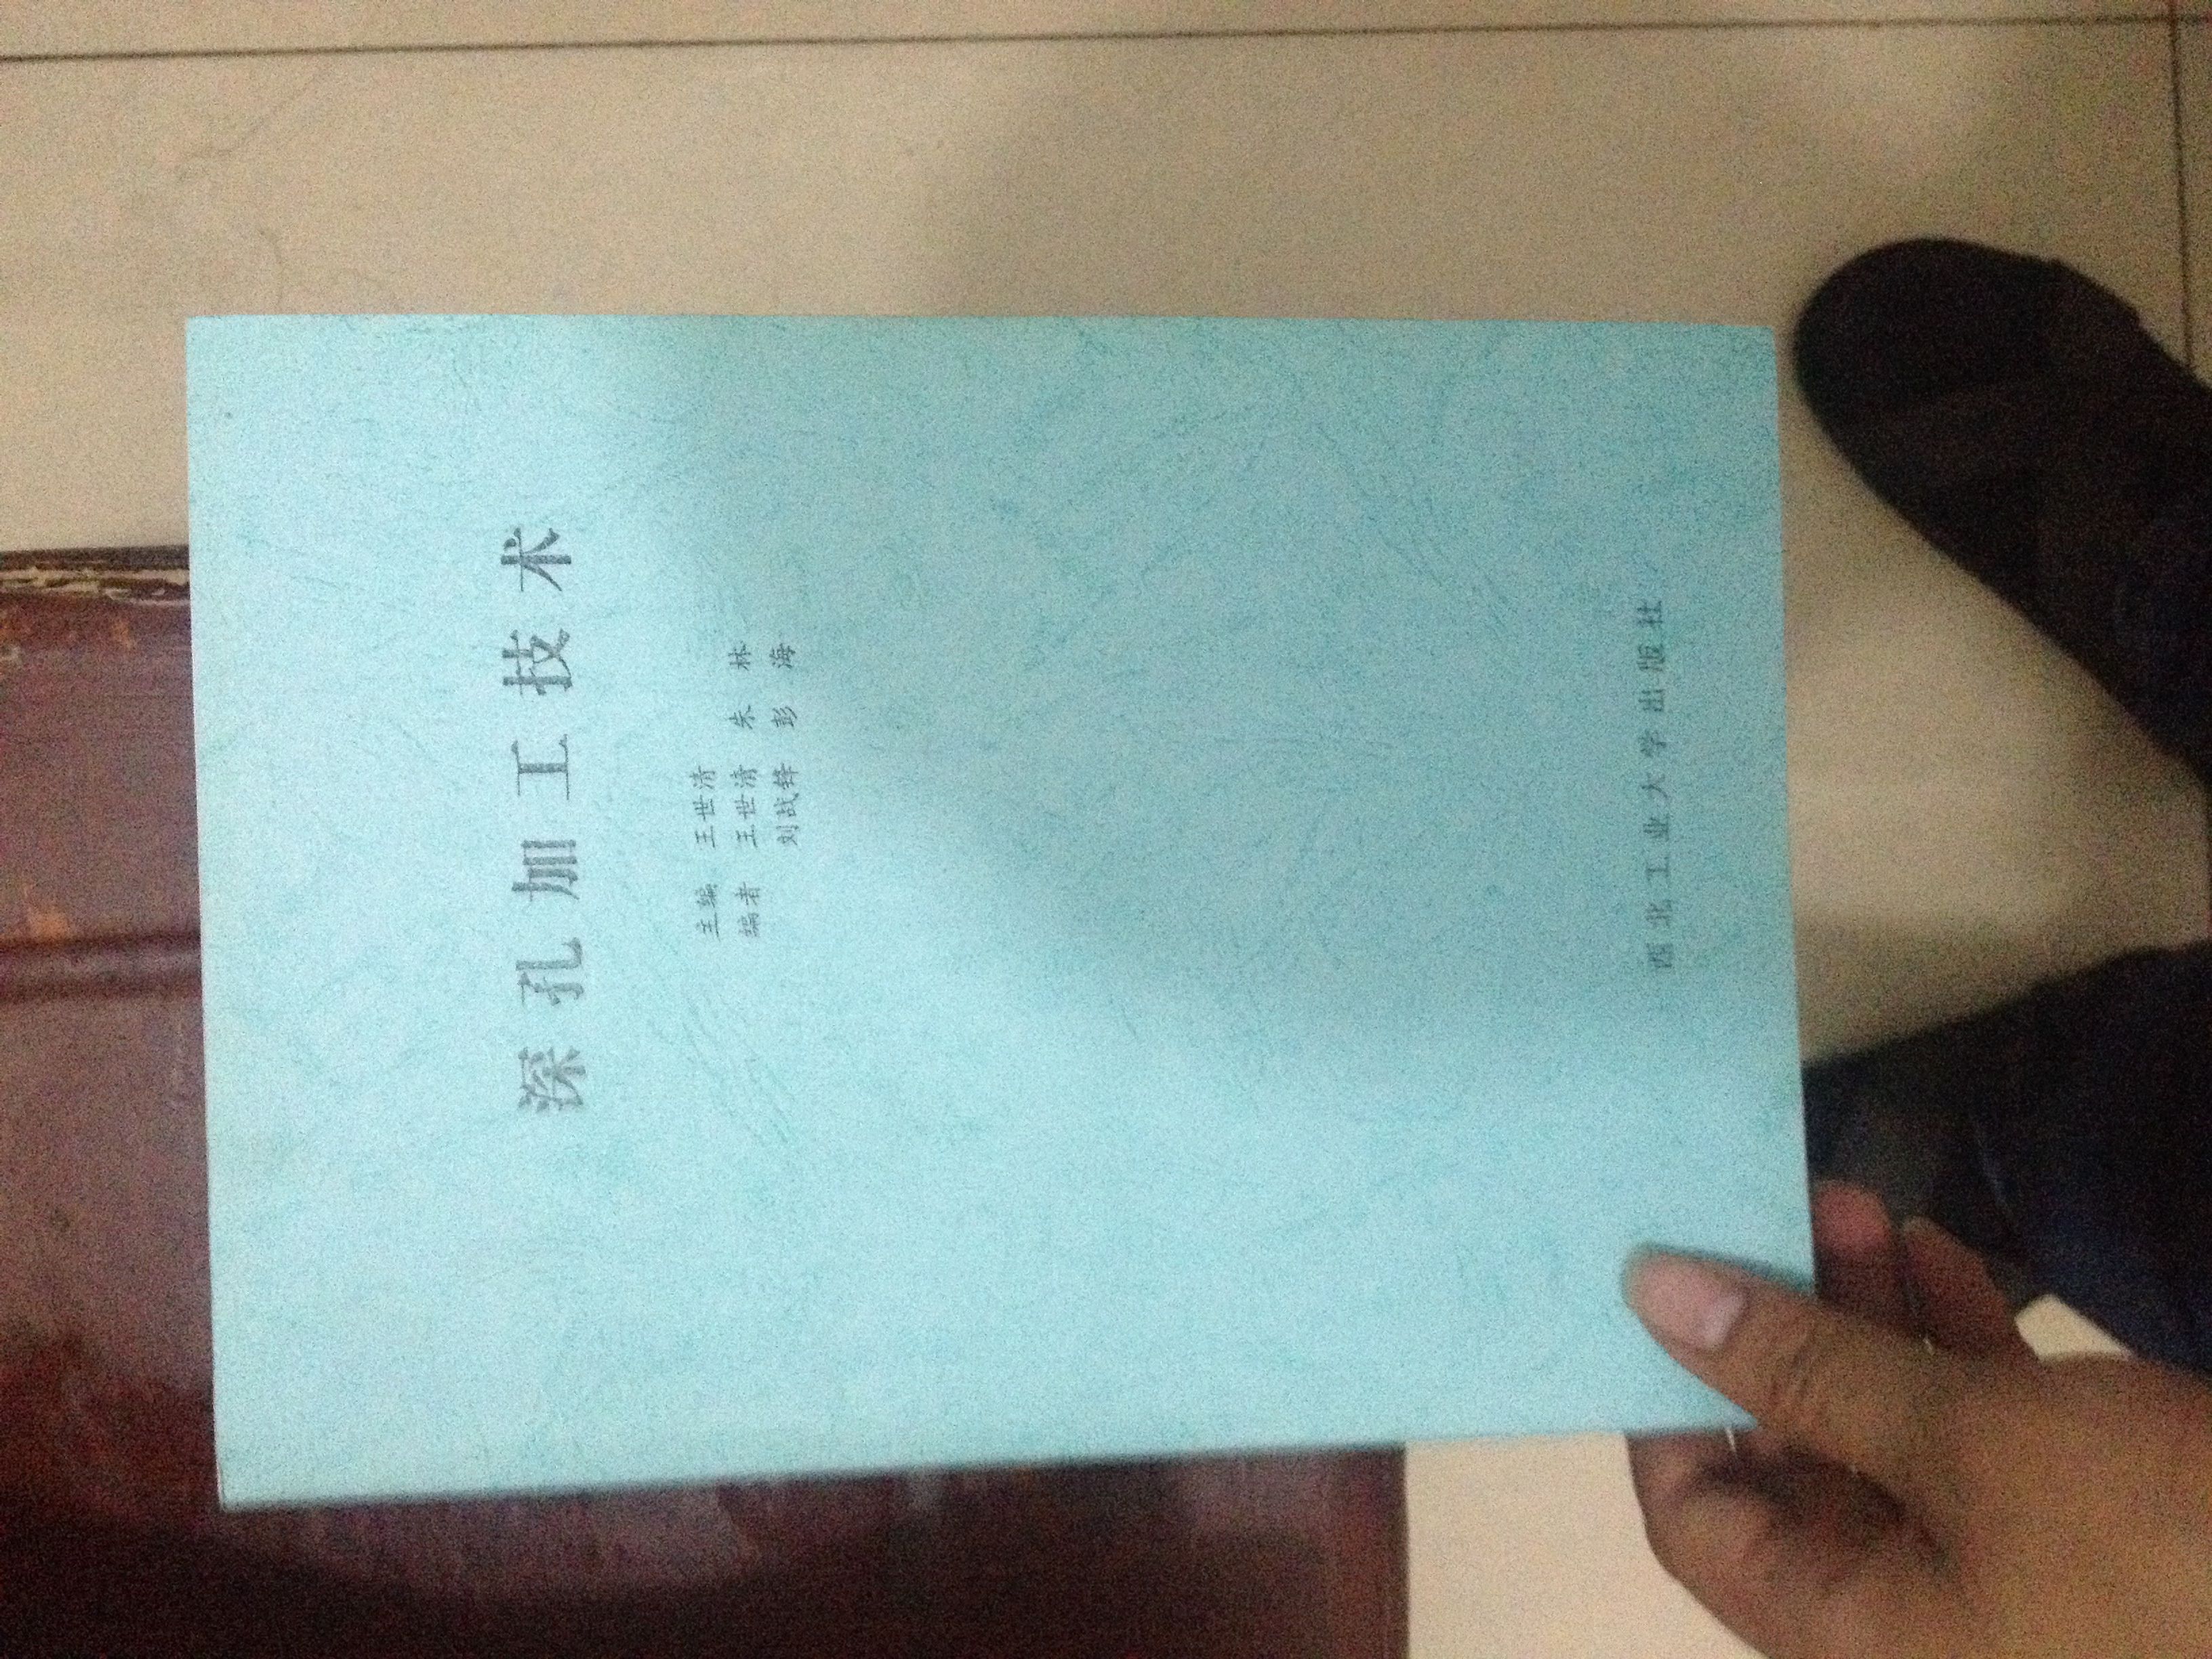 深孔加工技术
主编 王世清
编者 王世清 朱林
刘战锋 彭海
西北工业大学出版社